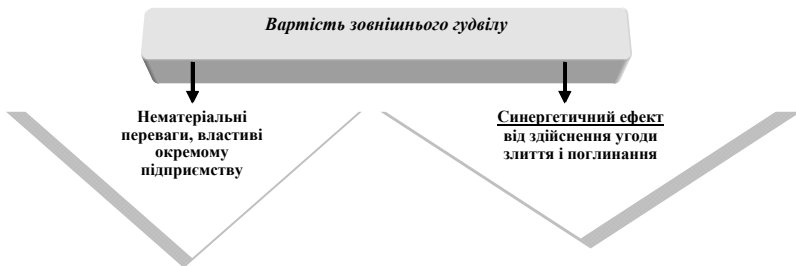 Вартість зовнішнього гудвілу
Нематеріальні
переваги, властиві
окремому
підприємству
Синергетичний ефект
від здійснення угоди
злиття і поглинання